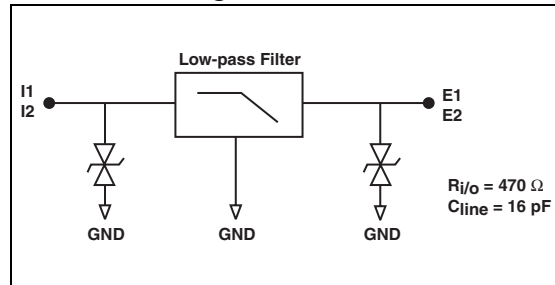 Low-pass Filter
I1
I2
E1
E2
Ri/o = 470 Ω
Cline = 16 pF
GND
GND
GND